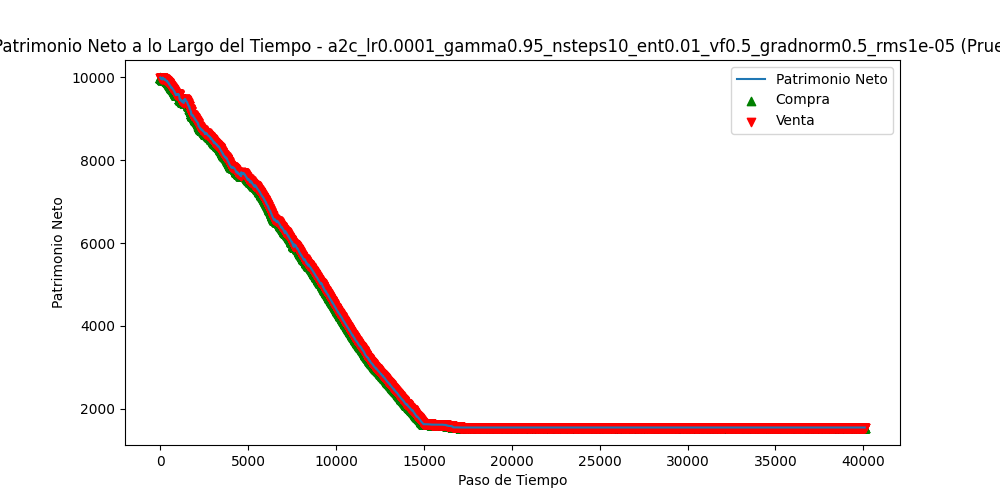 Patrimonio Neto a lo Largo del Tiempo - a2c_lr0.0001_gamma0.95_nsteps10_ent0.01_vf0.5_gradnorm0.5_rms1e-05 (Prue
Patrimonio Neto
Compra
Venta
Patrimonio Neto
10000
8000
6000
4000
2000
0 5000 10000 15000 20000 25000 30000 35000 40000
Paso de Tiempo